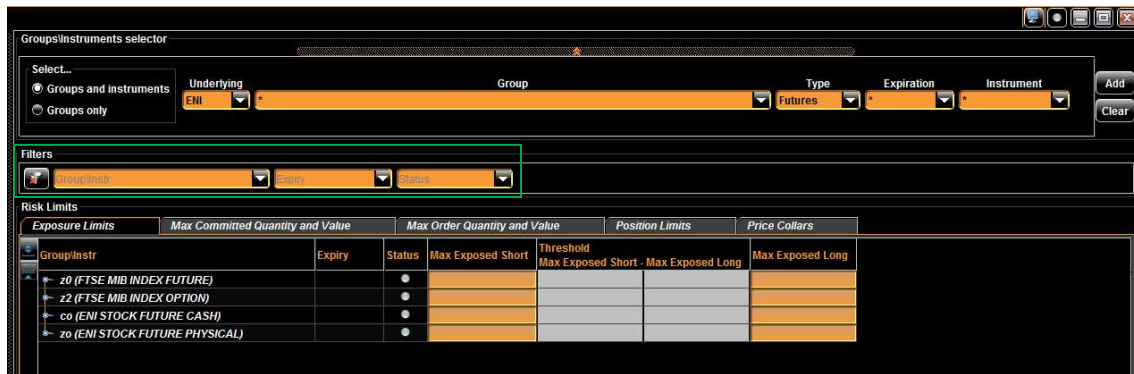 Groups\Instruments selector
Select...
Groups and instruments
Groups only
Underlying Group Type Expiration Instrument
ENI * Futures * *
Add
Clear
Filters
Group\Instr Expiry Status
Risk Limits
Exposure Limits Max Committed Quantity and Value Max Order Quantity and Value Position Limits Price Collars
Group\Instr Expiry Status Max Exposed Short Threshold Max Exposed Long
Max Exposed Short - Max Exposed Long
z0 (FTSE MIB INDEX FUTURE)
z2 (FTSE MIB INDEX OPTION)
co (ENI STOCK FUTURE CASH)
zo (ENI STOCK FUTURE PHYSICAL)